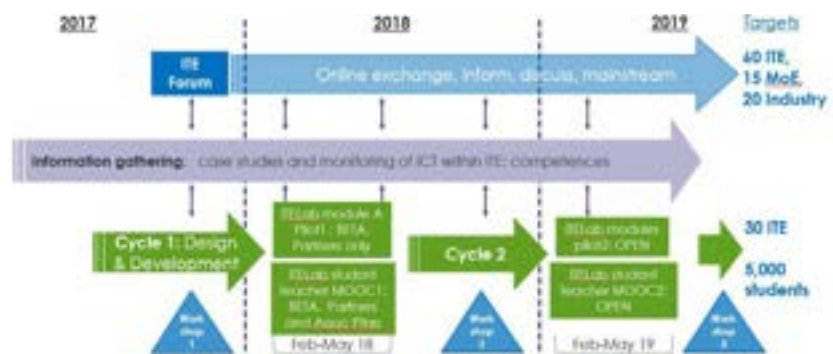 2017
2018
2019
Targets
ITE
Forum
Online exchange, inform, discuss, mainstream
60 ITE,
15 MoE,
20 Industry
Information gathering: case studies and monitoring of ICT within ITE; competences
Cycle 1: Design
& Development
ITELab module A
Pilot1: BETA,
Partners only
ITELab student
teacher MOOC1:
BETA, Partners
and Assoc
Feb-May 18
Cycle 2
ITELab modules
pilot2: OPEN
ITELab student
teacher MOOC2:
OPEN
Feb-May 19
30 ITE
5,000
students
Work
shop
1
Work
shop
Work
shop